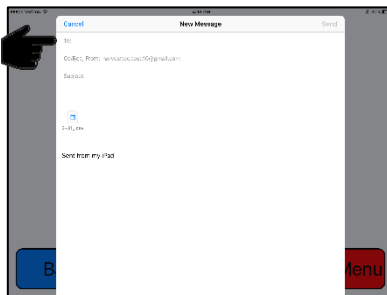 Cancel New Message Send
To:
Cc/Bcc, From:
Subject:
Sent from my iPad
B
Menu